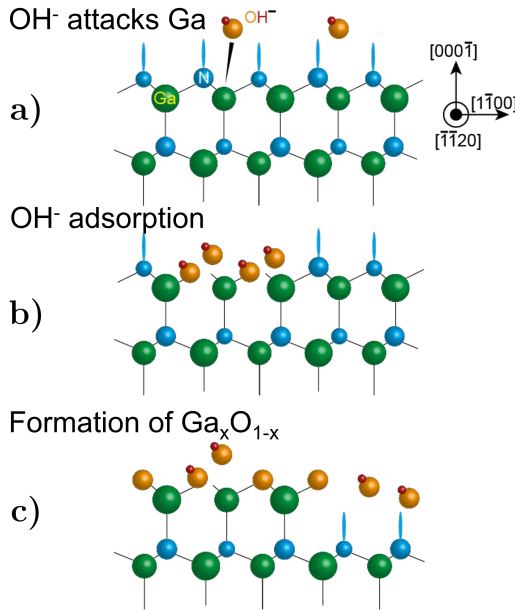 OH⁻ attacks Ga
OH⁻
[0001̄]
N
Ga
[11̄00]
a)
[1̄1̄20]
OH⁻ adsorption
b)
Formation of GaₓO₁₋ₓ
c)